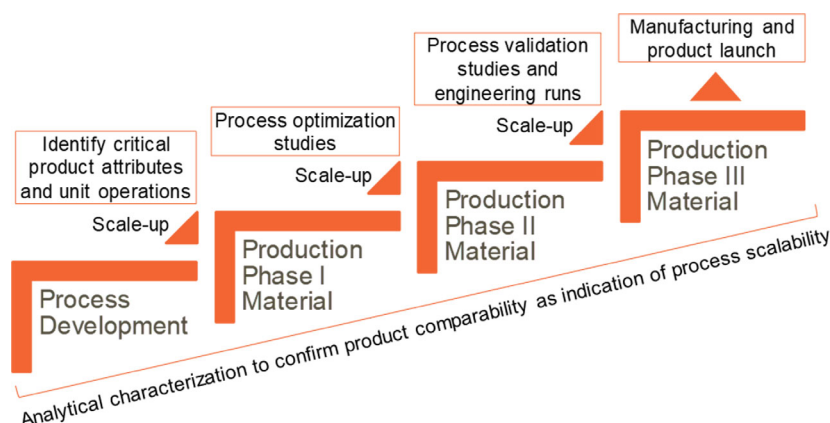 Identify critical
product attributes
and unit operations
Scale-up
Process
Development
Process optimization
studies
Scale-up
Production
Phase I
Material
Process validation
studies and
engineering runs
Scale-up
Production
Phase II
Material
Manufacturing and
product launch
Production
Phase III
Material
Analytical characterization to confirm product comparability as indication of process scalability